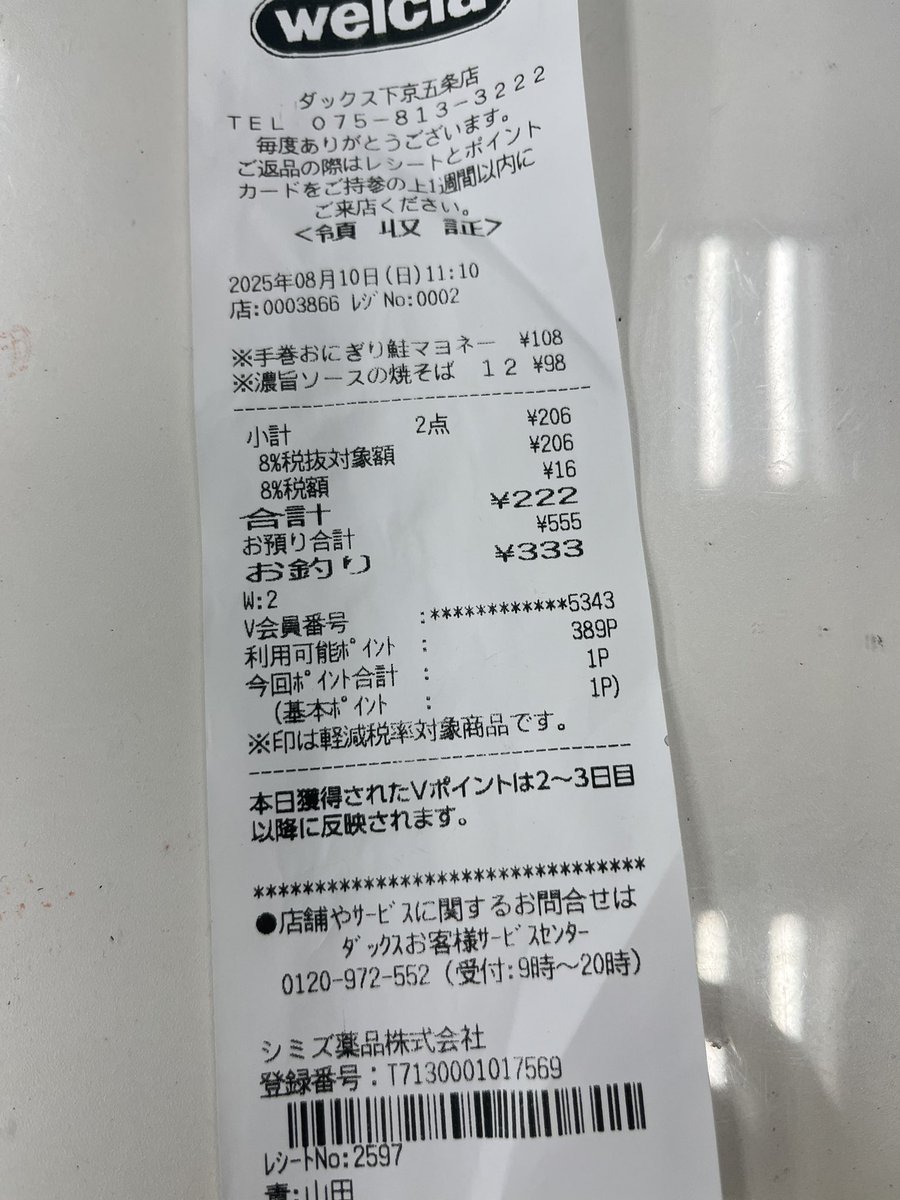 welcia
ダックス下京五条店
TEL 075-813-3222
毎度ありがとうございます。
ご返品の際はレシートとポイント
カードをご持参の上1週間以内に
ご来店ください。
<領 収 証>
2025年08月10日(日)11:10
店:0003866 レジNo:0002
※手巻おにぎり鮭マヨネー ¥108
※濃旨ソースの焼そば 12 ¥98
小計 2点 ¥206
8%税抜対象額 ¥206
8%税額 ¥16
合計 ¥222
お預り合計 ¥555
お釣り ¥333
W:2
V会員番号 :************5343
利用可能ポイント : 389P
今回ポイント合計 : 1P
(基本ポイント : 1P)
※印は軽減税率対象商品です。
本日獲得されたVポイントは2〜3日目
以降に反映されます。
********************************
●店舗やサービスに関するお問合せは
ダックスお客様サービスセンター
0120-972-552 (受付:9時〜20時)
シミズ薬品株式会社
登録番号:T7130001017569
レシートNo:2597
責:山田